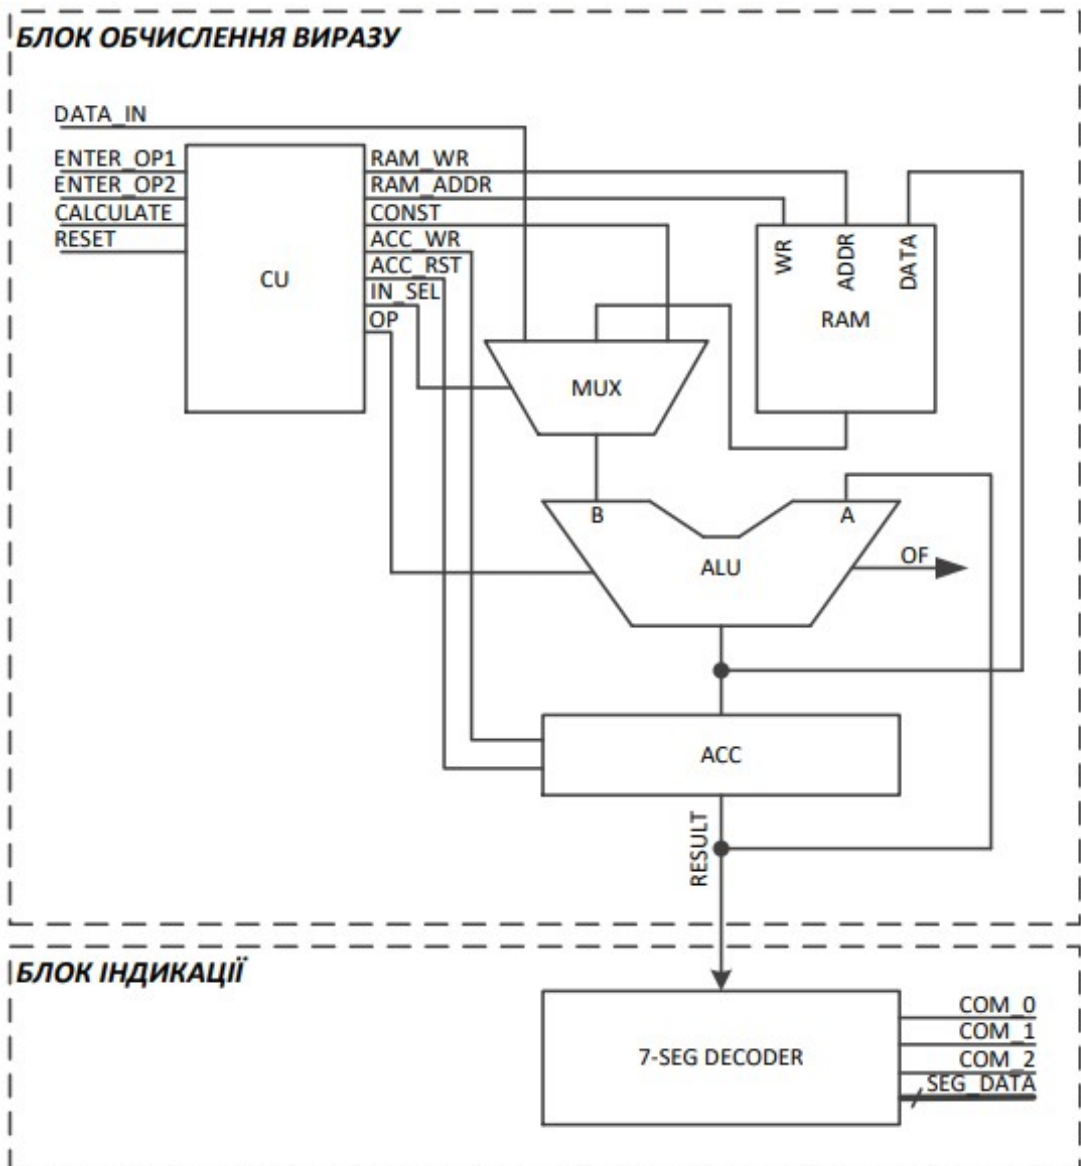 БЛОК ОБЧИСЛЕННЯ ВИРАЗУ
DATA_IN
ENTER_OP1
ENTER_OP2
CALCULATE
RESET
CU
RAM_WR
RAM_ADDR
CONST
ACC_WR
ACC_RST
IN_SEL
OP
WR
ADDR
DATA
RAM
MUX
B
A
ALU
OF
ACC
RESULT
БЛОК ІНДИКАЦІЇ
7-SEG DECODER
COM_0
COM_1
COM_2
SEG_DATA